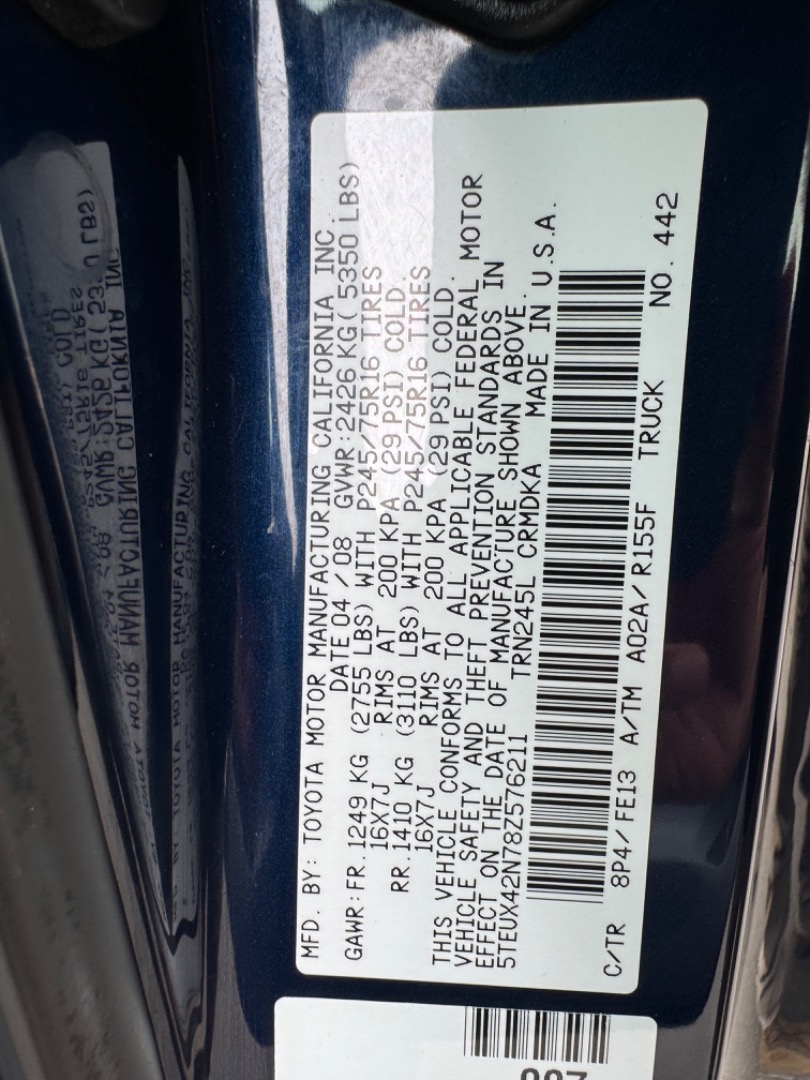 MFD. BY: TOYOTA MOTOR MANUFACTURING CALIFORNIA INC.
DATE 04 / 08 GVWR: 2426 KG( 5350 LBS)
GAWR: FR. 1249 KG (2755 LBS) WITH P245/75R16 TIRES
16X7J RIMS AT 200 KPA (29 PSI) COLD.
RR. 1410 KG (3110 LBS) WITH P245/75R16 TIRES
16X7J RIMS AT 200 KPA (29 PSI) COLD.
THIS VEHICLE CONFORMS TO ALL APPLICABLE FEDERAL MOTOR
VEHICLE SAFETY AND THEFT PREVENTION STANDARDS IN
EFFECT ON THE DATE OF MANUFACTURE SHOWN ABOVE.
5TEUX42N78Z576211 TRN245L CRMDKA MADE IN U.S.A.
C/TR 8P4/ FE13 A/TM A02A/ R155F TRUCK NO. 442